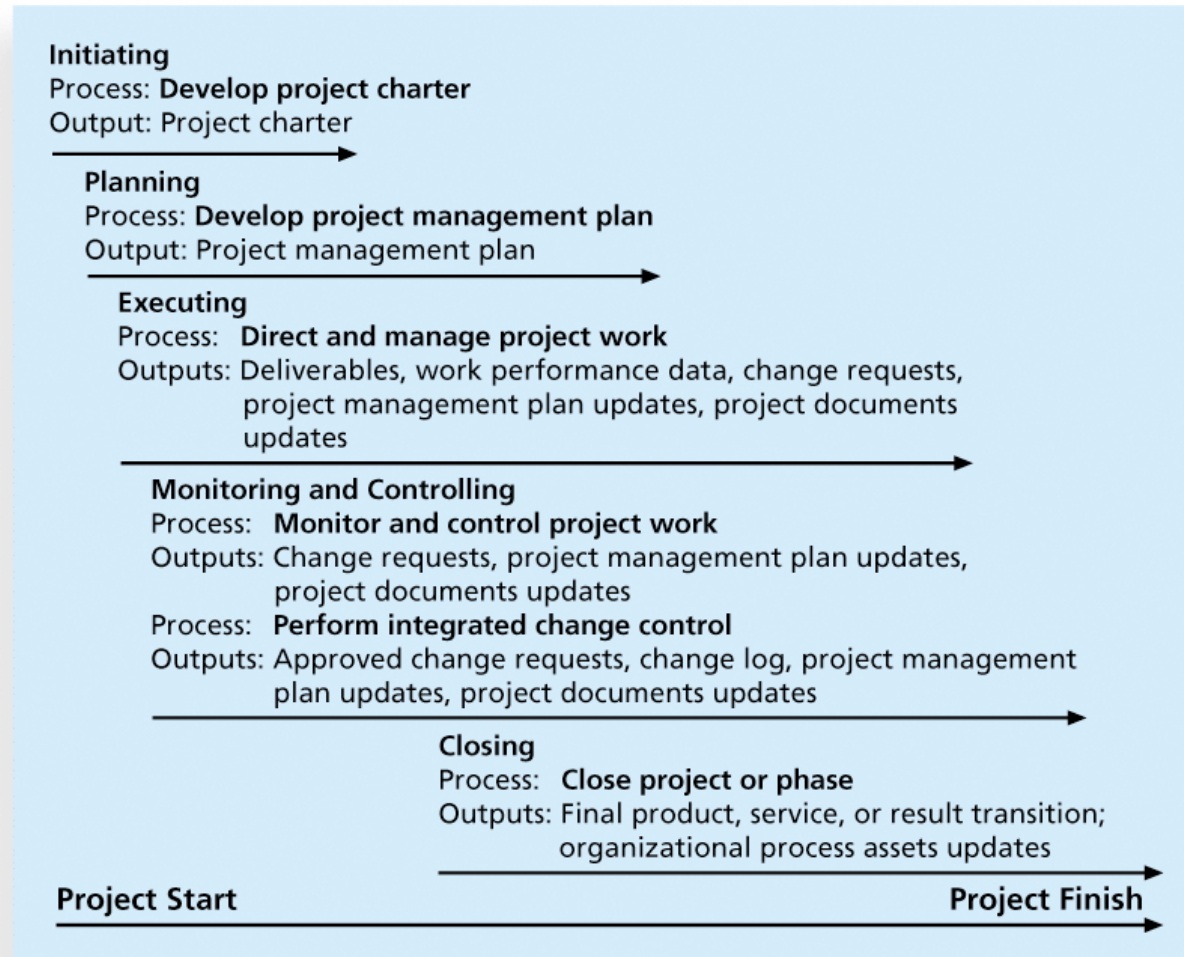 Initiating
Process: Develop project charter
Output: Project charter
Planning
Process: Develop project management plan
Output: Project management plan
Executing
Process: Direct and manage project work
Outputs: Deliverables, work performance data, change requests,
project management plan updates, project documents
updates
Monitoring and Controlling
Process: Monitor and control project work
Outputs: Change requests, project management plan updates,
project documents updates
Process: Perform integrated change control
Outputs: Approved change requests, change log, project management
plan updates, project documents updates
Closing
Process: Close project or phase
Outputs: Final product, service, or result transition;
organizational process assets updates
Project Start Project Finish